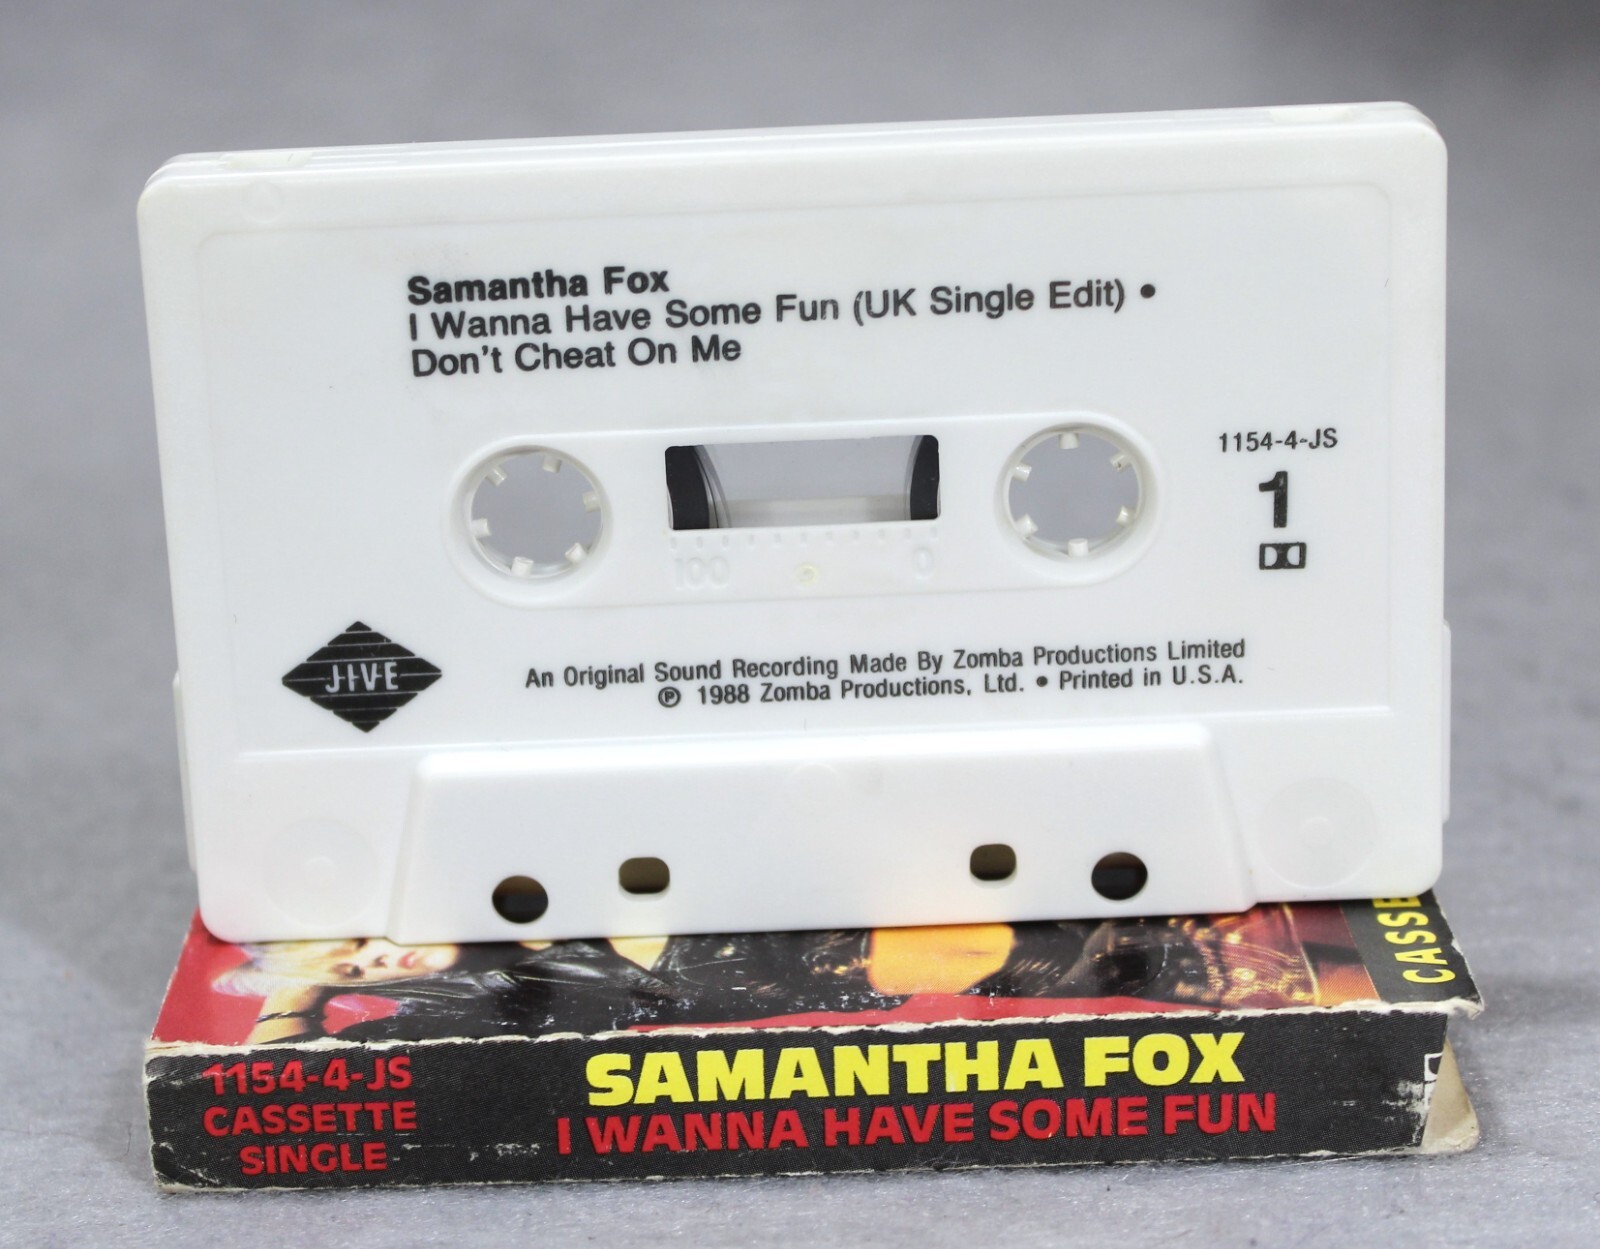 Samantha Fox
I Wanna Have Some Fun (UK Single Edit) •
Don't Cheat On Me
1154-4-JS
1
100 0
JIVE
An Original Sound Recording Made By Zomba Productions Limited
℗ 1988 Zomba Productions, Ltd. • Printed in U.S.A.
CASSE
1154-4-JS
CASSETTE
SINGLE
SAMANTHA FOX
I WANNA HAVE SOME FUN